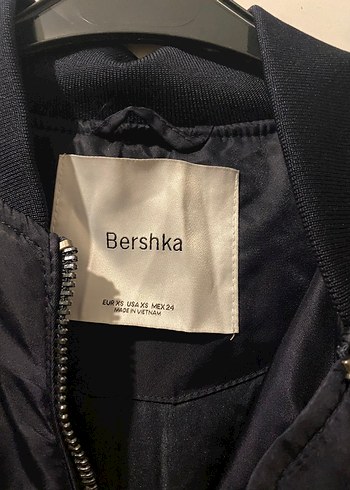 Bershka
EUR XS USA XS MEX 24
MADE IN VIETNAM